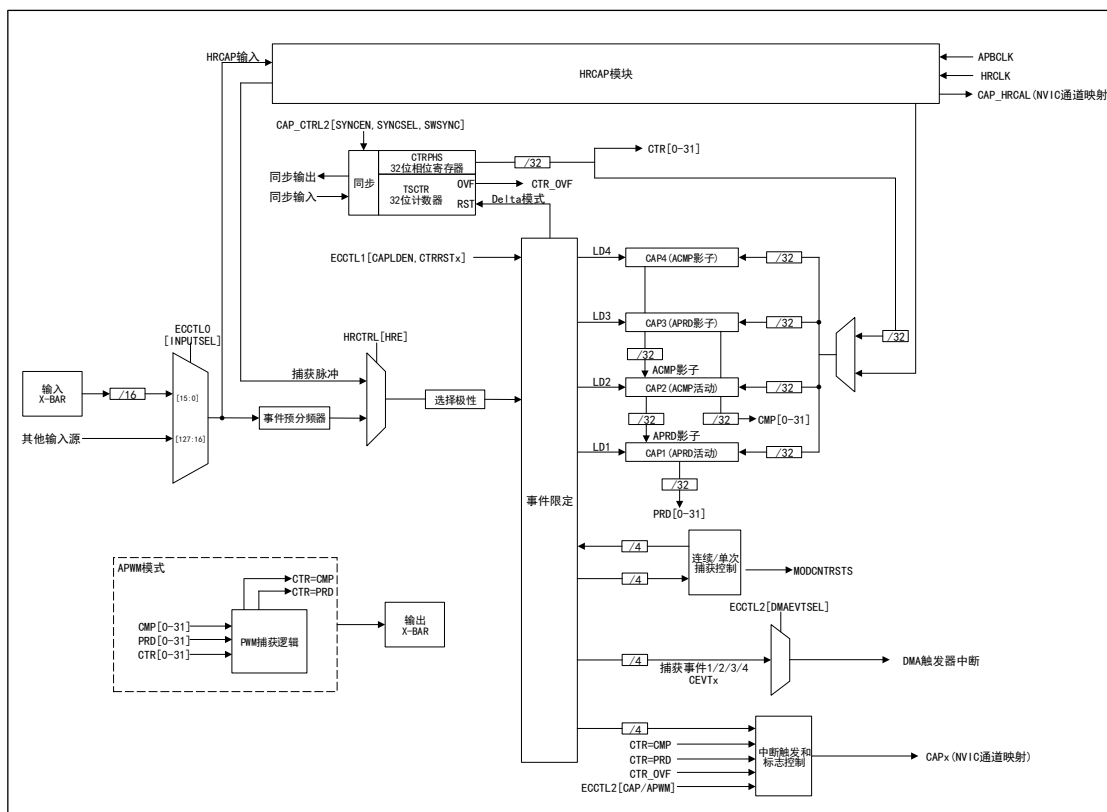 HRCAP输入
HRCAP模块
APBCLK
HRCLK
CAP_HRCAL(NVIC通道映射)
CAP_CTRL2[SYNCEN,SYNCSEL,SWSYNC]
同步输出
同步输入
同步
CTRPHS
32位相位寄存器
TSCTR
32位计数器
OVF
RST
CTR_OVF
Delta模式
/32
CTR[0-31]
ECCTL1[CAPLDEN,CTRRSTx]
LD4
CAP4(ACMP影子)
/32
LD3
CAP3(APRD影子)
/32
/32
/32
ACMP影子
LD2
CAP2(ACMP活动)
/32
/32
/32
CMP[0-31]
APRD影子
LD1
CAP1(APRD活动)
/32
/32
PRD[0-31]
ECCTL0
[INPUTSEL]
HRCTRL[HRE]
输入
X-BAR
/16
[15:0]
捕获脉冲
选择极性
其他输入源
[127:16]
事件预分频器
事件限定
/4
/4
连续/单次
捕获控制
MODCNTRSTS
APWM模式
CTR=CMP
CTR=PRD
CMP[0-31]
PRD[0-31]
CTR[0-31]
PWM捕获逻辑
输出
X-BAR
ECCTL2[DMAEVTSEL]
/4
捕获事件1/2/3/4
CEVTx
DMA触发器中断
/4
CTR=CMP
CTR=PRD
CTR_OVF
ECCTL2[CAP/APWM]
中断触发和
标志控制
CAPx(NVIC通道映射)